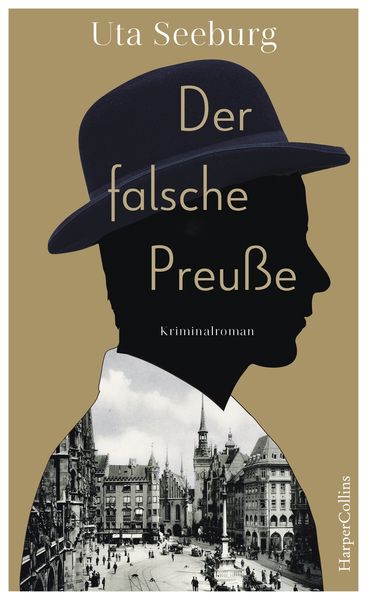 Uta Seeburg
Der
falsche
Preuße
Kriminalroman
HarperCollins